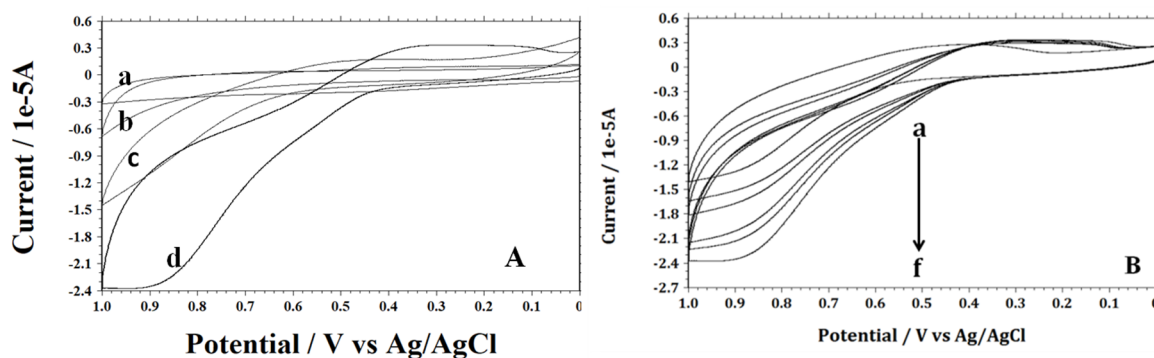 0.6
0.3
0
-0.3
-0.6
-0.9
-1.2
-1.5
-1.8
-2.1
-2.4
1.0 0.9 0.8 0.7 0.6 0.5 0.4 0.3 0.2 0.1 0
Current / 1e-5A
Potential / V vs Ag/AgCl
a
b
c
d
A
0.6
0.3
0
-0.3
-0.6
-0.9
-1.2
-1.5
-1.8
-2.1
-2.4
-2.7
1.0 0.9 0.8 0.7 0.6 0.5 0.4 0.3 0.2 0.1 0
Current / 1e-5A
Potential / V vs Ag/AgCl
a
f
B